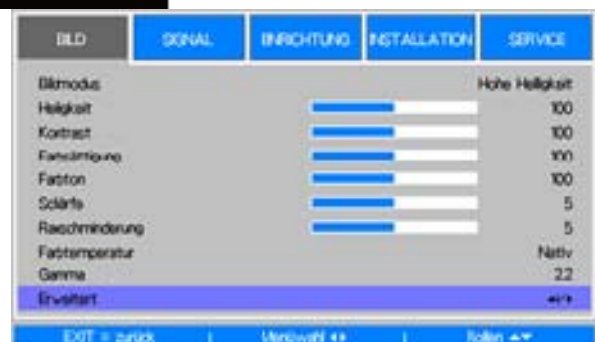 BILD SIGNAL EINRICHTUNG INSTALLATION SERVICE
Bildmodus Hohe Helligkeit
Helligkeit 100
Kontrast 100
Farbsättigung 100
Farbton 100
Schärfe 5
Rauschminderung 5
Farbtemperatur Nativ
Gamma 2.2
Erweitert ◄/►
EXIT = zurück | Menüwahl ◄► | Rollen ▲▼